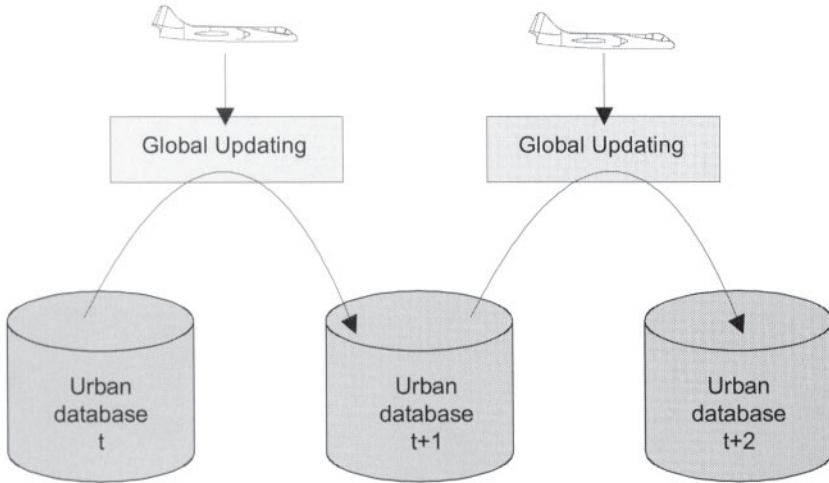 Global Updating
Global Updating
Urban
database
t
Urban
database
t+1
Urban
database
t+2